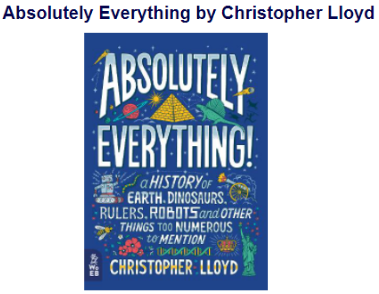 Absolutely Everything by Christopher Lloyd
ABSOLUTELY
EVERYTHING!
a HISTORY of
EARTH, DINOSAURS,
RULERS, ROBOTS and OTHER
THINGS TOO NUMEROUS
to MENTION
CHRISTOPHER LLOYD